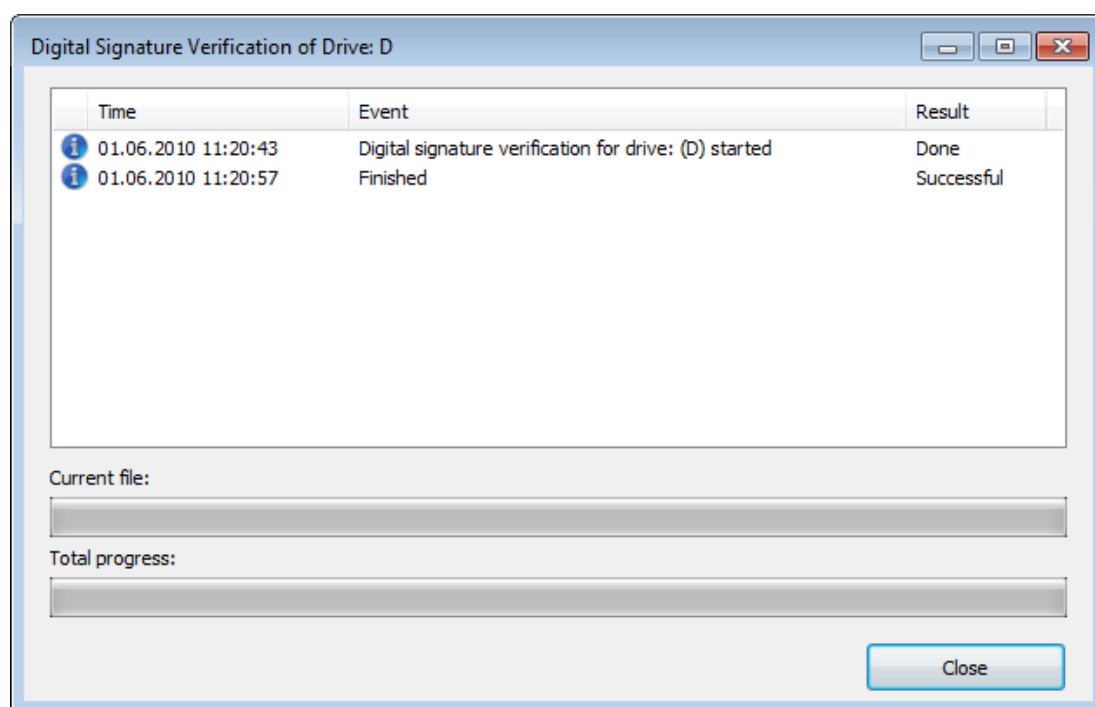 Digital Signature Verification of Drive: D
Time Event Result
01.06.2010 11:20:43 Digital signature verification for drive: (D) started Done
01.06.2010 11:20:57 Finished Successful
Current file:
Total progress:
Close